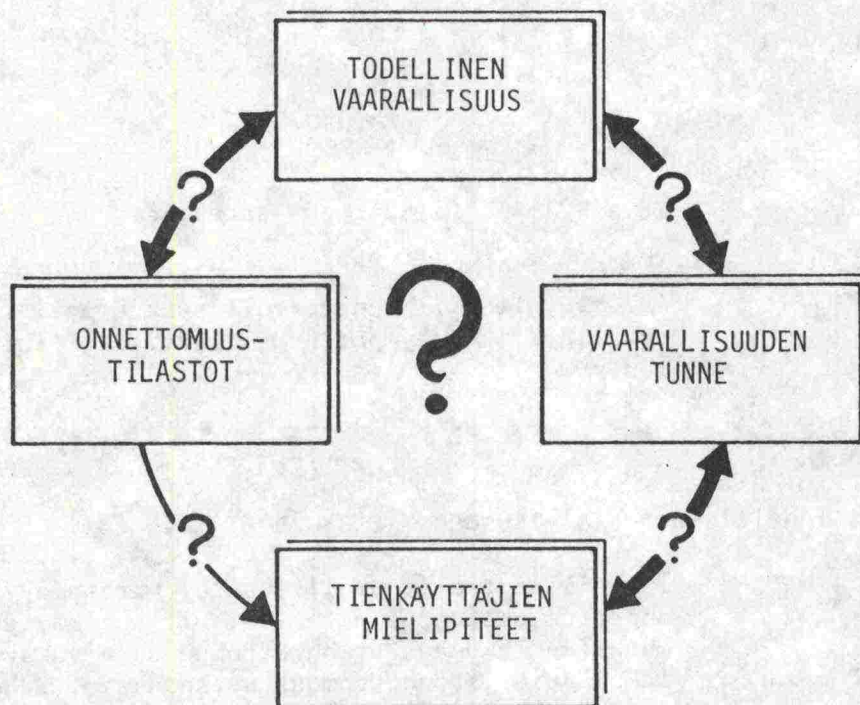 TODELLINEN
VAARALLISUUS
?
?
ONNETTOMUUS-
TILASTOT
?
VAARALLISUUDEN
TUNNE
?
?
TIENKÄYTTÄJIEN
MIELIPITEET